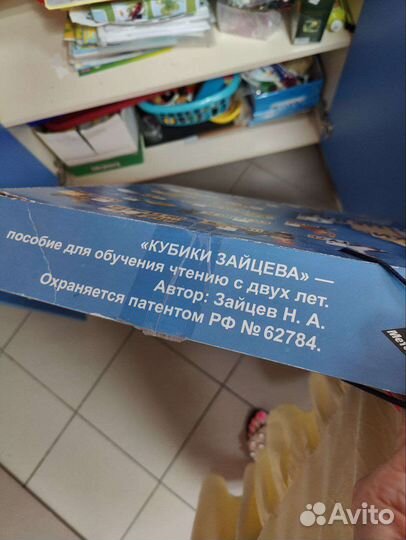 «КУБИКИ ЗАЙЦЕВА» —
пособие для обучения чтению с двух лет.
Автор: Зайцев Н. А.
Охраняется патентом РФ № 62784.
Avito